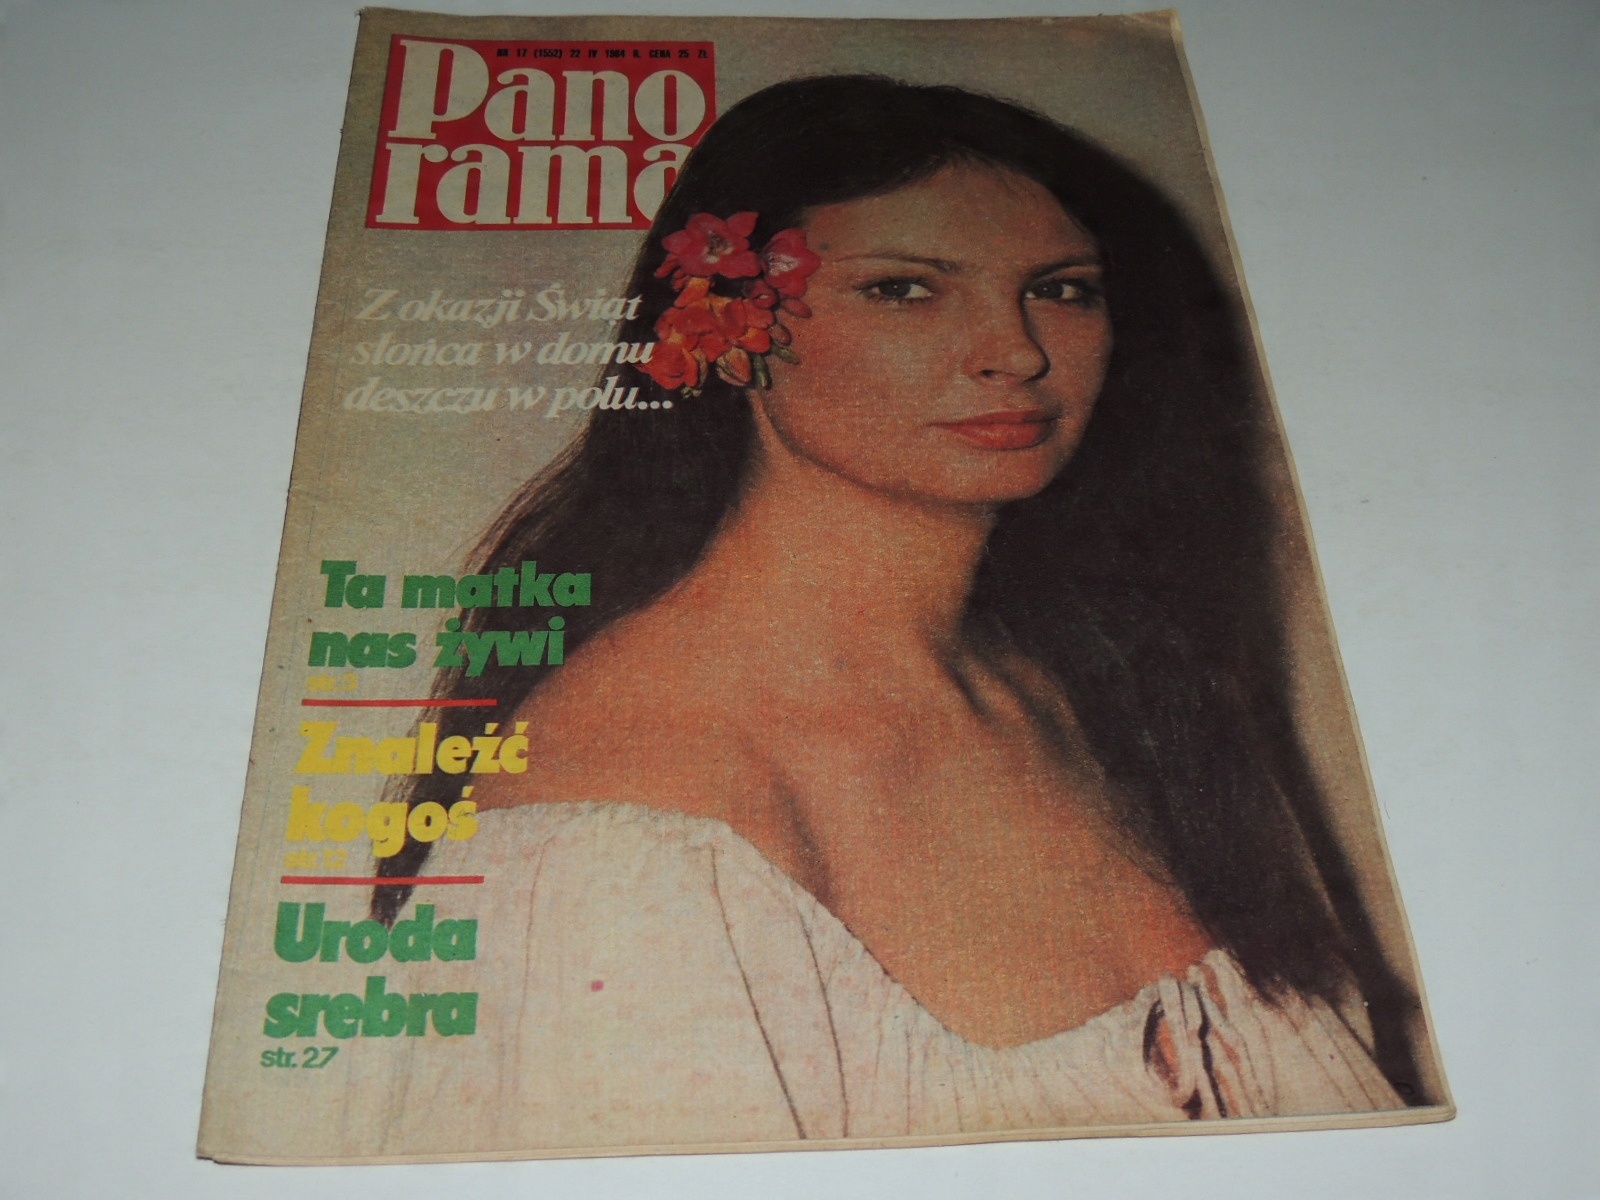 NR 17 (1552) 22 IV 1984 R. CENA 25 ZŁ
Pano
rama
Z okazji Świąt
słońca w domu
deszczu w polu...
Ta matka
nas żywi
str. 3
Znaleźć
kogoś
str. 12
Uroda
srebra
str. 27